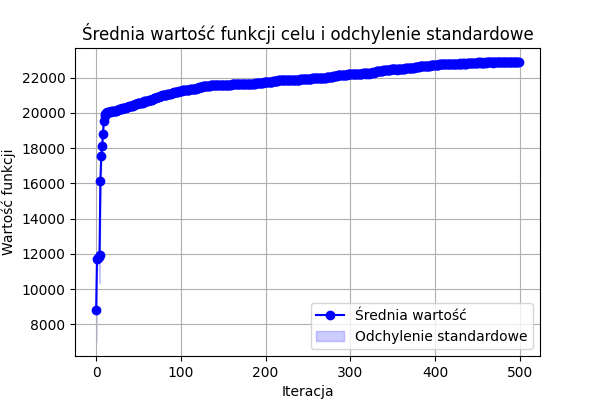 Średnia wartość funkcji celu i odchylenie standardowe
Wartość funkcji
22000
20000
18000
16000
14000
12000
10000
8000
Średnia wartość
Odchylenie standardowe
0 100 200 300 400 500
Iteracja